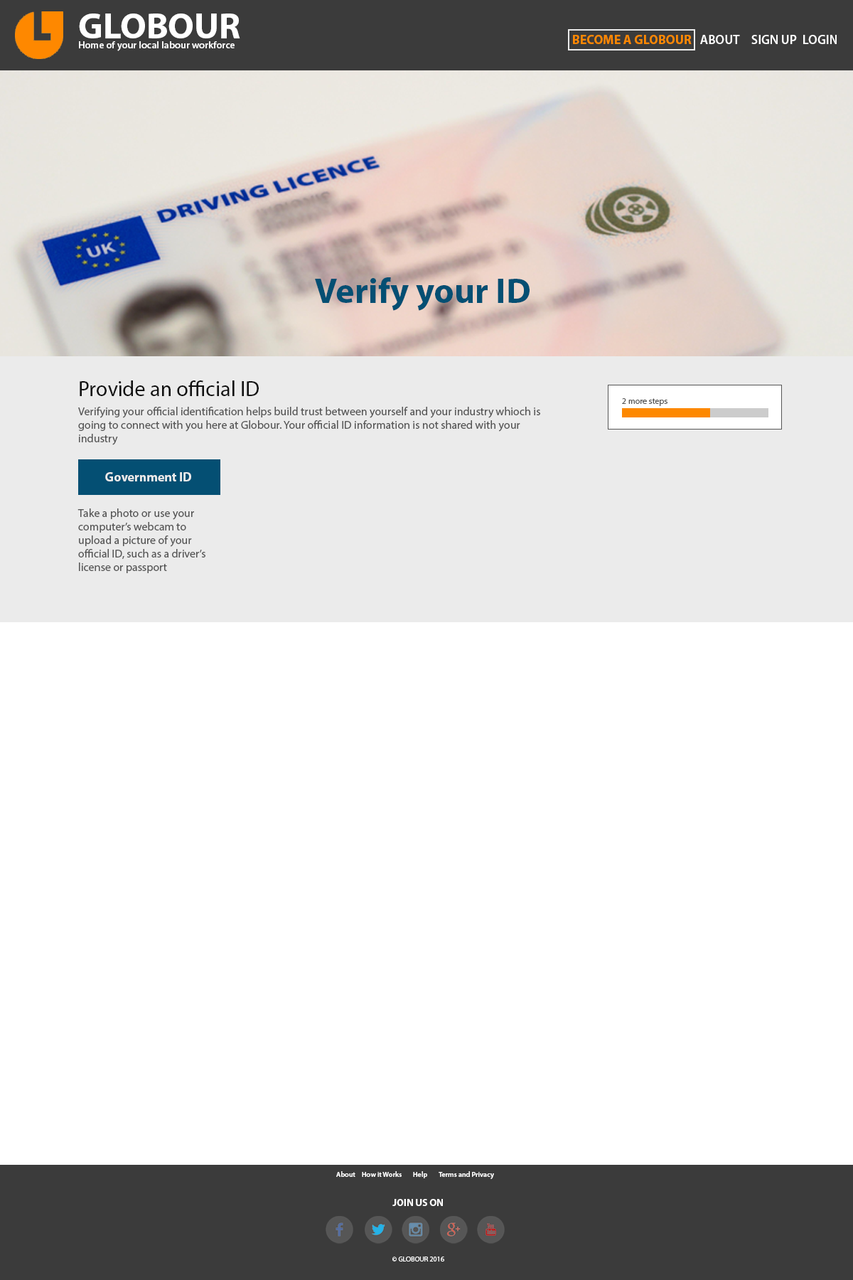 GLOBOUR
Home of your local labour workforce
BECOME A GLOBOUR ABOUT SIGN UP LOGIN
DRIVING LICENCE
UK
Verify your ID
Provide an official ID
2 more steps
Verifying your official identification helps build trust between yourself and your industry whioch is
going to connect with you here at Globour. Your official ID information is not shared with your
industry
Government ID
Take a photo or use your
computer's webcam to
upload a picture of your
official ID, such as a driver's
license or passport
About How it Works Help Terms and Privacy
JOIN US ON
© GLOBOUR 2016